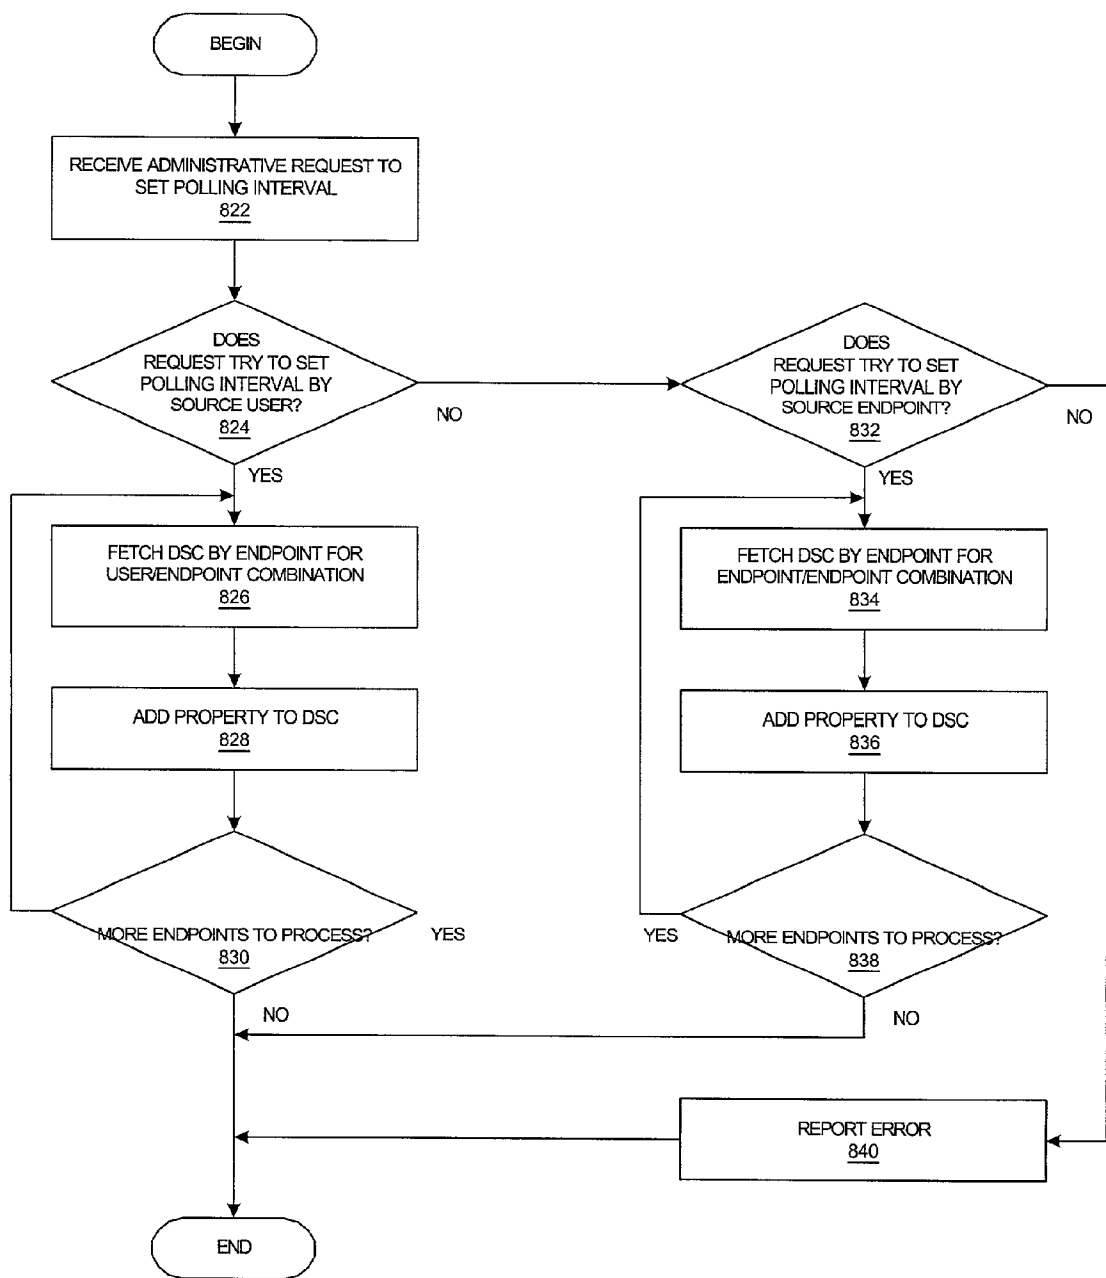 BEGIN
RECEIVE ADMINISTRATIVE REQUEST TO
SET POLLING INTERVAL
822
DOES
REQUEST TRY TO SET
POLLING INTERVAL BY
SOURCE USER?
824
NO
YES
DOES
REQUEST TRY TO SET
POLLING INTERVAL BY
SOURCE ENDPOINT?
832
NO
YES
FETCH DSC BY ENDPOINT FOR
USER/ENDPOINT COMBINATION
826
FETCH DSC BY ENDPOINT FOR
ENDPOINT/ENDPOINT COMBINATION
834
ADD PROPERTY TO DSC
828
ADD PROPERTY TO DSC
836
MORE ENDPOINTS TO PROCESS?
830
YES
NO
YES
MORE ENDPOINTS TO PROCESS?
838
NO
REPORT ERROR
840
END